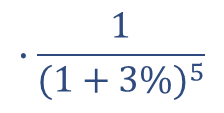 · 1 / (1 + 3%)^5